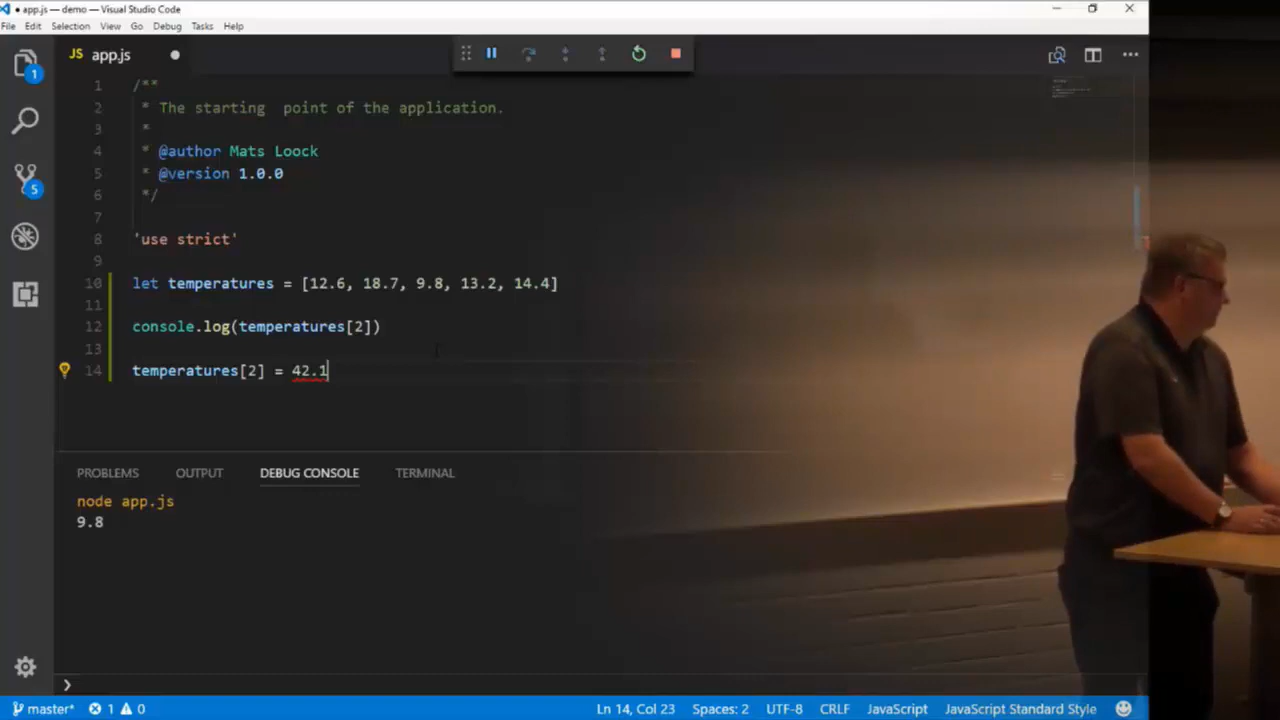 ● app.js — demo — Visual Studio Code
File Edit Selection View Go Debug Tasks Help
JS app.js ●
1 /**
2 * The starting  point of the application.
3 *
4 * @author Mats Loock
5 * @version 1.0.0
6 */
7
8 'use strict'
9
10 let temperatures = [12.6, 18.7, 9.8, 13.2, 14.4]
11
12 console.log(temperatures[2])
13
14 temperatures[2] = 42.1
1
5
PROBLEMS OUTPUT DEBUG CONSOLE TERMINAL
node app.js
9.8
master* 1 0 Ln 14, Col 23 Spaces: 2 UTF-8 CRLF JavaScript JavaScript Standard Style